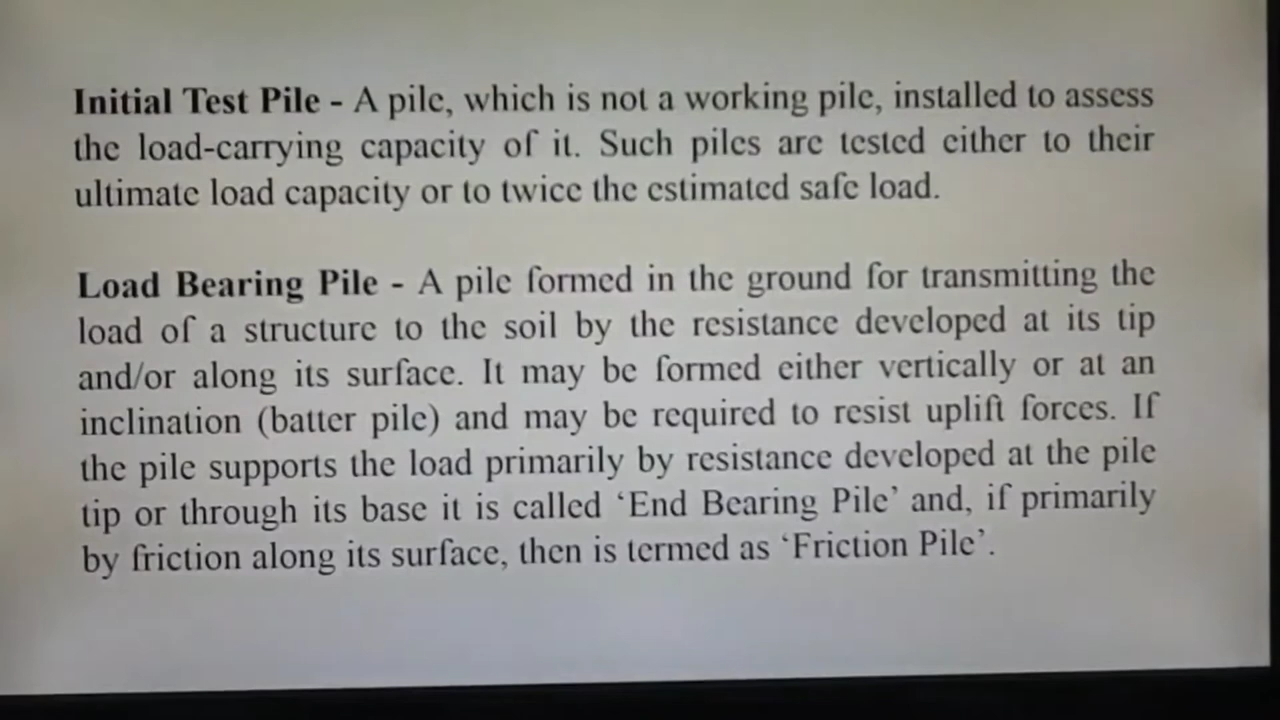 Initial Test Pile - A pile, which is not a working pile, installed to assess
the load-carrying capacity of it. Such piles are tested either to their
ultimate load capacity or to twice the estimated safe load.
Load Bearing Pile - A pile formed in the ground for transmitting the
load of a structure to the soil by the resistance developed at its tip
and/or along its surface. It may be formed either vertically or at an
inclination (batter pile) and may be required to resist uplift forces. If
the pile supports the load primarily by resistance developed at the pile
tip or through its base it is called ‘End Bearing Pile’ and, if primarily
by friction along its surface, then is termed as ‘Friction Pile’.